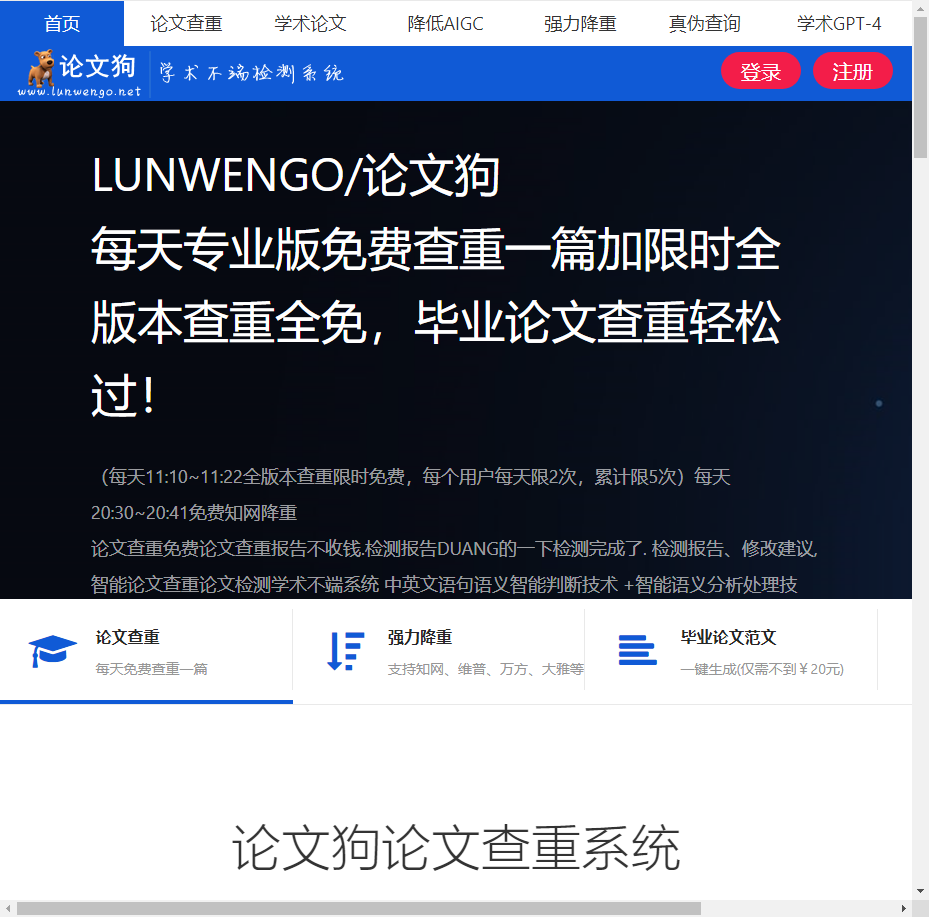 首页 论文查重 学术论文 降低AIGC 强力降重 真伪查询 学术GPT-4
论文狗 学术不端检测系统 登录 注册
www.lunwengo.net
LUNWENGO/论文狗
每天专业版免费查重一篇加限时全
版本查重全免，毕业论文查重轻松
过！
（每天11:10~11:22全版本查重限时免费，每个用户每天限2次，累计限5次）每天
20:30~20:41免费知网降重
论文查重免费论文查重报告不收钱.检测报告DUANG的一下检测完成了. 检测报告、修改建议,
智能论文查重论文检测学术不端系统 中英文语句语义智能判断技术 +智能语义分析处理技
论文查重 强力降重 毕业论文范文
每天免费查重一篇 支持知网、维普、万方、大雅等 一键生成(仅需不到￥20元)
论文狗论文查重系统